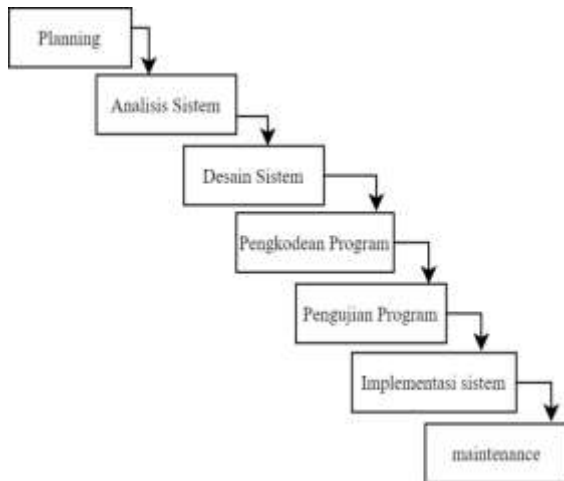 Planning
Analisis Sistem
Desain Sistem
Pengkodean Program
Pengujian Program
Implementasi sistem
maintenance